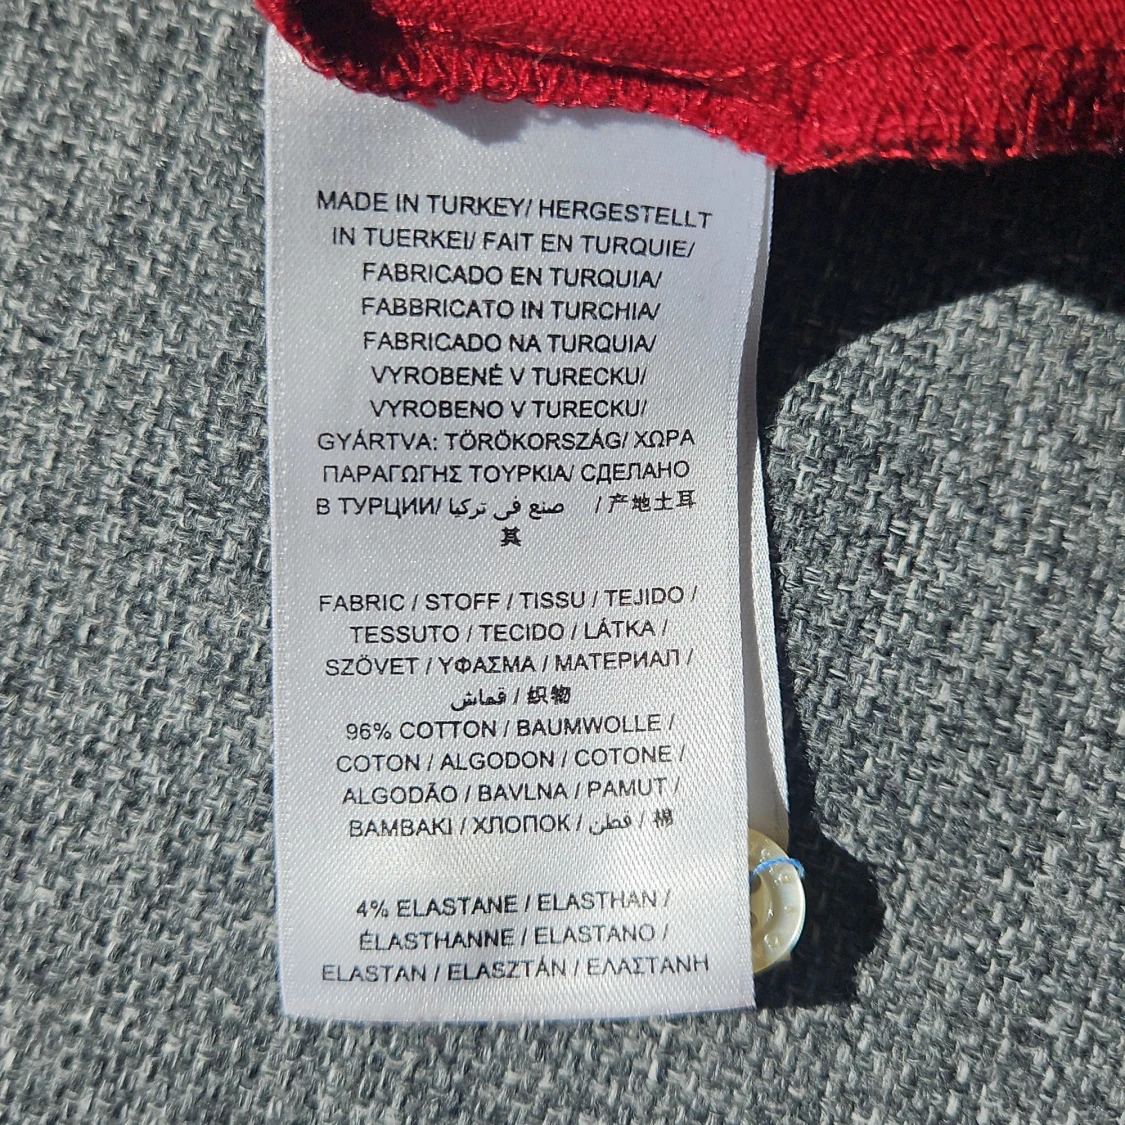 MADE IN TURKEY/ HERGESTELLT
IN TUERKEI/ FAIT EN TURQUIE/
FABRICADO EN TURQUIA/
FABBRICATO IN TURCHIA/
FABRICADO NA TURQUIA/
VYROBENÉ V TURECKU/
VYROBENO V TURECKU/
GYÁRTVA: TÖRÖKORSZÁG/ ΧΩΡΑ
ΠΑΡΑΓΩΓΗΣ ΤΟΥΡΚΙΑ/ СДЕЛАНО
В ТУРЦИИ/ صنع في تركيا / 产地土耳
其
FABRIC / STOFF / TISSU / TEJIDO /
TESSUTO / TECIDO / LÁTKA /
SZÖVET / ΥΦΑΣΜΑ / МАТЕРИАЛ /
قماش / 织物
96% COTTON / BAUMWOLLE /
COTON / ALGODON / COTONE /
ALGODÃO / BAVLNA / PAMUT /
ΒΑΜΒΑΚΙ / ХЛОПОК / قطن / 棉
4% ELASTANE / ELASTHAN /
ÉLASTHANNE / ELASTANO /
ELASTAN / ELASZTÁN / ΕΛΑΣΤΑΝΗ